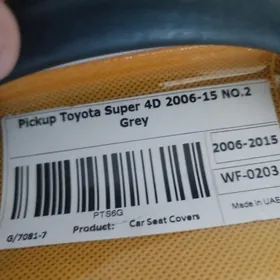 Pickup Toyota Super 4D 2006-15 NO.2
Grey
2006-2015
WF-0203
PTS6G
Made in UAE
G/7081-7
Product: Car Seat Covers